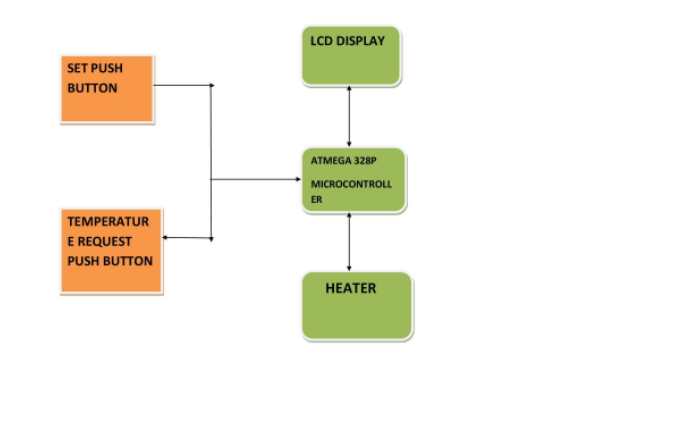 LCD DISPLAY
SET PUSH
BUTTON
ATMEGA 328P
MICROCONTROLL
ER
TEMPERATUR
E REQUEST
PUSH BUTTON
HEATER